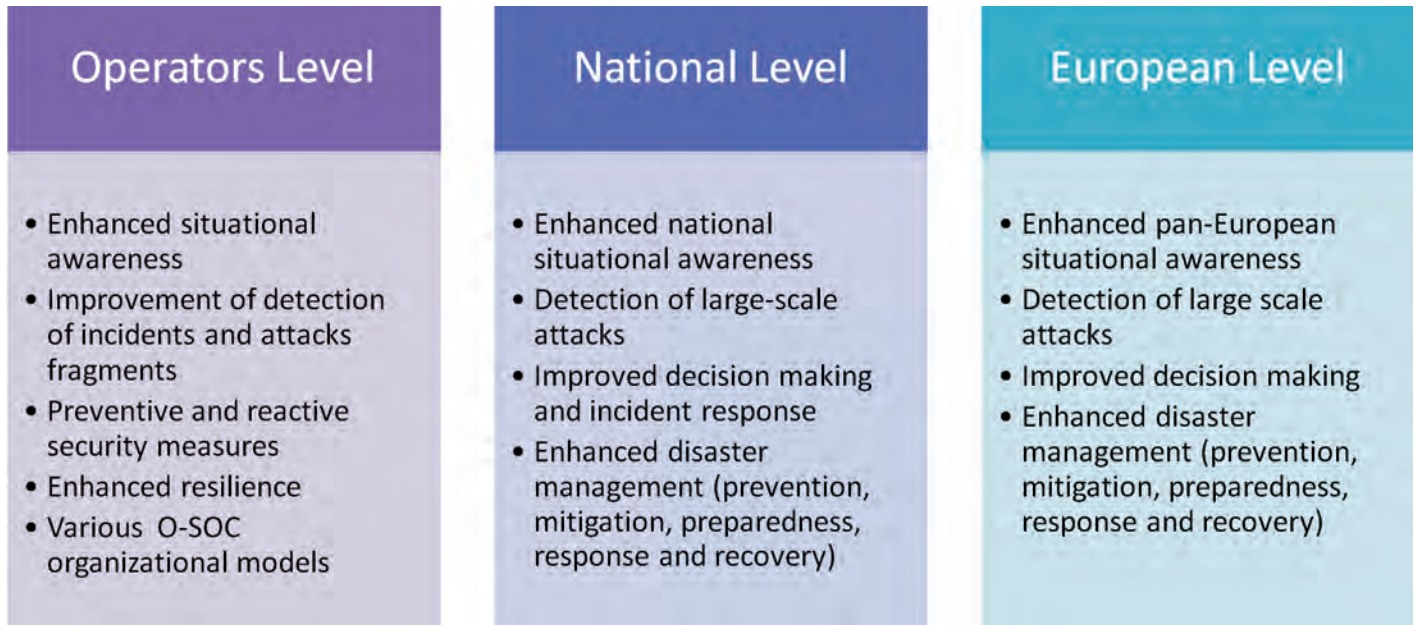 Operators Level
• Enhanced situational
awareness
• Improvement of detection
of incidents and attacks
fragments
• Preventive and reactive
security measures
• Enhanced resilience
• Various O-SOC
organizational models
National Level
• Enhanced national
situational awareness
• Detection of large-scale
attacks
• Improved decision making
and incident response
• Enhanced disaster
management (prevention,
mitigation, preparedness,
response and recovery)
European Level
• Enhanced pan-European
situational awareness
• Detection of large scale
attacks
• Improved decision making
• Enhanced disaster
management (prevention,
mitigation, preparedness,
response and recovery)